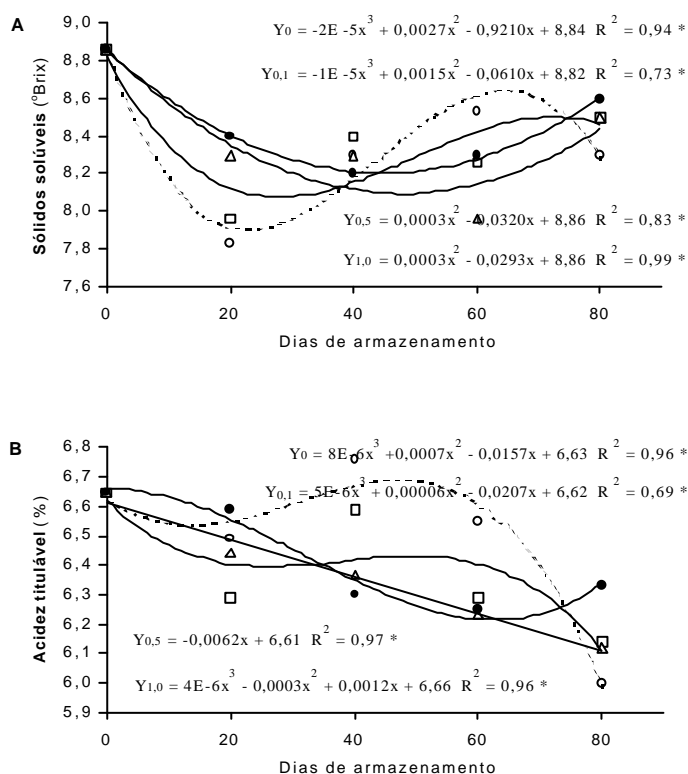 A
Sólidos solúveis (°Brix)
9,0
8,6
8,4
8,2
8,0
7,8
7,6
Y0 = -2E -5x³ + 0,0027x² - 0,9210x + 8,84 R² = 0,94 *
Y0,1 = -1E -5x³ + 0,0015x² - 0,0610x + 8,82 R² = 0,73 *
Y0,5 = 0,0003x² - 0,0320x + 8,86 R² = 0,83 *
Y1,0 = 0,0003x² - 0,0293x + 8,86 R² = 0,99 *
0 20 40 60 80
Dias de armazenamento
B
Acidez titulável (%)
6,8
6,7
6,6
6,4
6,3
6,2
6,1
6,0
5,9
Y0 = 8E-6x³ +0,0007x² - 0,0157x + 6,63 R² = 0,96 *
Y0,1 = 5E-6x³ + 0,00006x² - 0,0207x + 6,62 R² = 0,69 *
Y0,5 = -0,0062x + 6,61 R² = 0,97 *
Y1,0 = 4E-6x³ - 0,0003x² + 0,0012x + 6,66 R² = 0,96 *
0 20 40 60 80
Dias de armazenamento